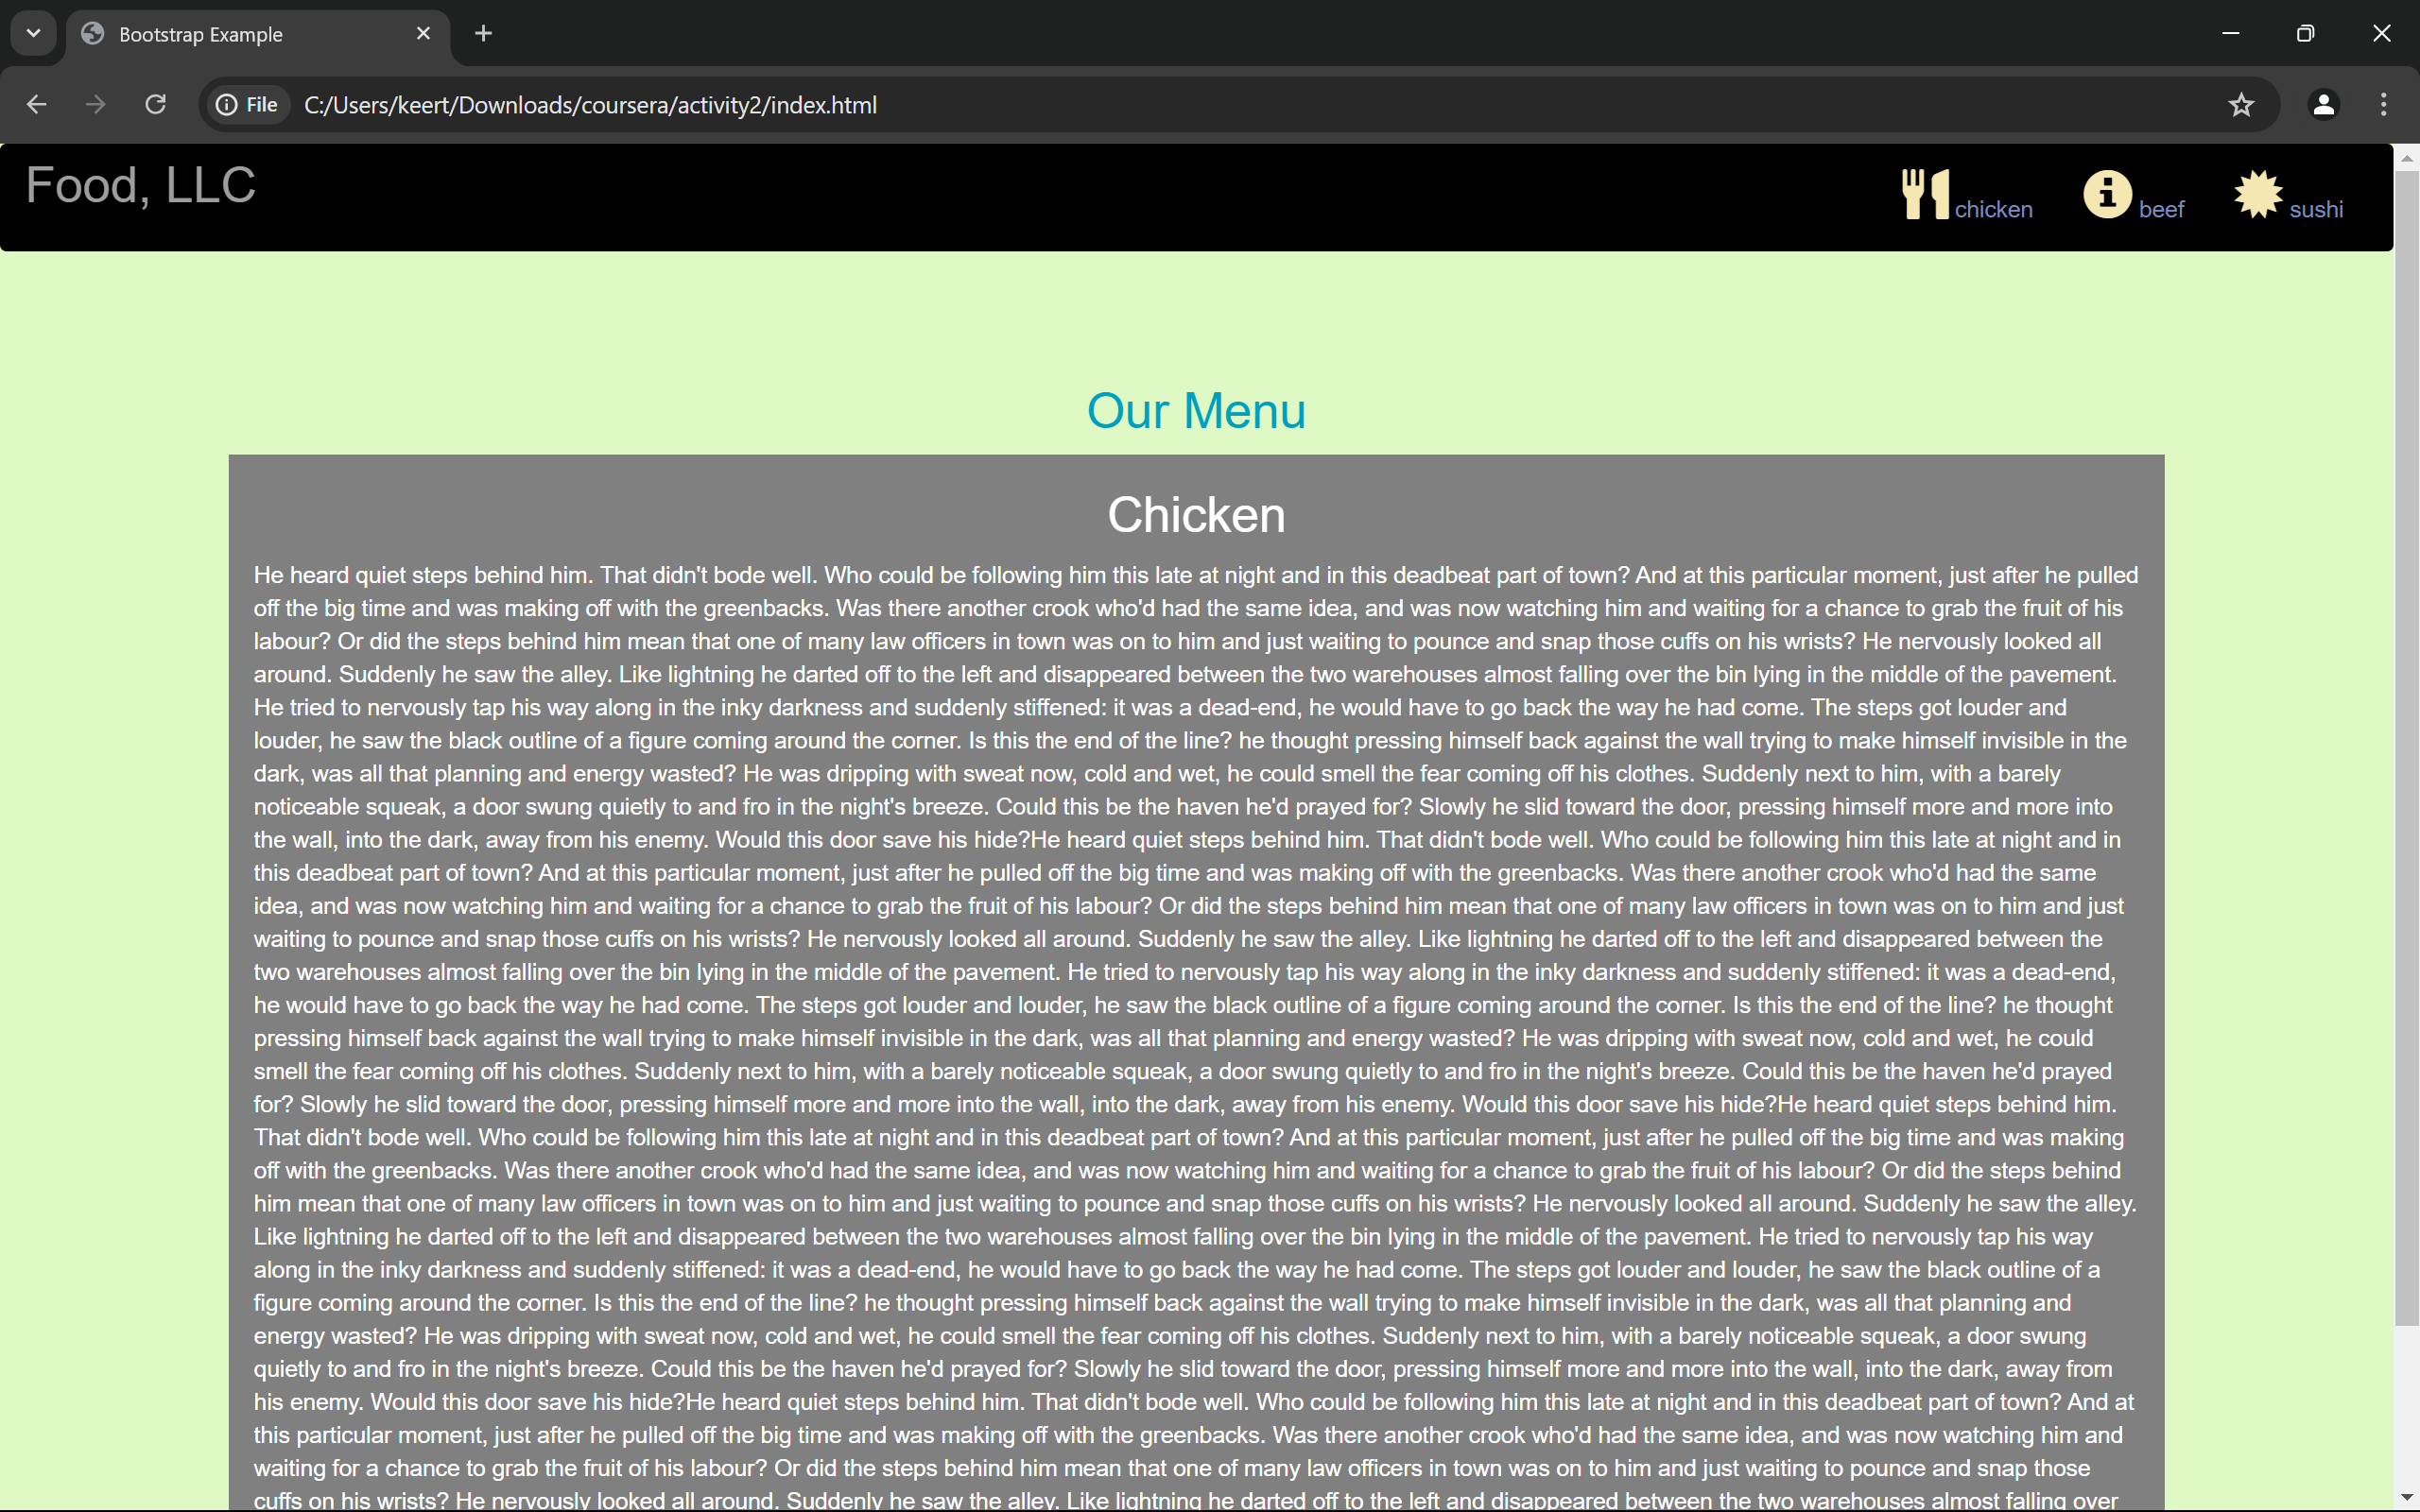 Bootstrap Example
File C:/Users/keert/Downloads/coursera/activity2/index.html
Food, LLC
chicken beef sushi
Our Menu
Chicken
He heard quiet steps behind him. That didn't bode well. Who could be following him this late at night and in this deadbeat part of town? And at this particular moment, just after he pulled
off the big time and was making off with the greenbacks. Was there another crook who'd had the same idea, and was now watching him and waiting for a chance to grab the fruit of his
labour? Or did the steps behind him mean that one of many law officers in town was on to him and just waiting to pounce and snap those cuffs on his wrists? He nervously looked all
around. Suddenly he saw the alley. Like lightning he darted off to the left and disappeared between the two warehouses almost falling over the bin lying in the middle of the pavement.
He tried to nervously tap his way along in the inky darkness and suddenly stiffened: it was a dead-end, he would have to go back the way he had come. The steps got louder and
louder, he saw the black outline of a figure coming around the corner. Is this the end of the line? he thought pressing himself back against the wall trying to make himself invisible in the
dark, was all that planning and energy wasted? He was dripping with sweat now, cold and wet, he could smell the fear coming off his clothes. Suddenly next to him, with a barely
noticeable squeak, a door swung quietly to and fro in the night's breeze. Could this be the haven he'd prayed for? Slowly he slid toward the door, pressing himself more and more into
the wall, into the dark, away from his enemy. Would this door save his hide?He heard quiet steps behind him. That didn't bode well. Who could be following him this late at night and in
this deadbeat part of town? And at this particular moment, just after he pulled off the big time and was making off with the greenbacks. Was there another crook who'd had the same
idea, and was now watching him and waiting for a chance to grab the fruit of his labour? Or did the steps behind him mean that one of many law officers in town was on to him and just
waiting to pounce and snap those cuffs on his wrists? He nervously looked all around. Suddenly he saw the alley. Like lightning he darted off to the left and disappeared between the
two warehouses almost falling over the bin lying in the middle of the pavement. He tried to nervously tap his way along in the inky darkness and suddenly stiffened: it was a dead-end,
he would have to go back the way he had come. The steps got louder and louder, he saw the black outline of a figure coming around the corner. Is this the end of the line? he thought
pressing himself back against the wall trying to make himself invisible in the dark, was all that planning and energy wasted? He was dripping with sweat now, cold and wet, he could
smell the fear coming off his clothes. Suddenly next to him, with a barely noticeable squeak, a door swung quietly to and fro in the night's breeze. Could this be the haven he'd prayed
for? Slowly he slid toward the door, pressing himself more and more into the wall, into the dark, away from his enemy. Would this door save his hide?He heard quiet steps behind him.
That didn't bode well. Who could be following him this late at night and in this deadbeat part of town? And at this particular moment, just after he pulled off the big time and was making
off with the greenbacks. Was there another crook who'd had the same idea, and was now watching him and waiting for a chance to grab the fruit of his labour? Or did the steps behind
him mean that one of many law officers in town was on to him and just waiting to pounce and snap those cuffs on his wrists? He nervously looked all around. Suddenly he saw the alley.
Like lightning he darted off to the left and disappeared between the two warehouses almost falling over the bin lying in the middle of the pavement. He tried to nervously tap his way
along in the inky darkness and suddenly stiffened: it was a dead-end, he would have to go back the way he had come. The steps got louder and louder, he saw the black outline of a
figure coming around the corner. Is this the end of the line? he thought pressing himself back against the wall trying to make himself invisible in the dark, was all that planning and
energy wasted? He was dripping with sweat now, cold and wet, he could smell the fear coming off his clothes. Suddenly next to him, with a barely noticeable squeak, a door swung
quietly to and fro in the night's breeze. Could this be the haven he'd prayed for? Slowly he slid toward the door, pressing himself more and more into the wall, into the dark, away from
his enemy. Would this door save his hide?He heard quiet steps behind him. That didn't bode well. Who could be following him this late at night and in this deadbeat part of town? And at
this particular moment, just after he pulled off the big time and was making off with the greenbacks. Was there another crook who'd had the same idea, and was now watching him and
waiting for a chance to grab the fruit of his labour? Or did the steps behind him mean that one of many law officers in town was on to him and just waiting to pounce and snap those
cuffs on his wrists? He nervously looked all around. Suddenly he saw the alley. Like lightning he darted off to the left and disappeared between the two warehouses almost falling over